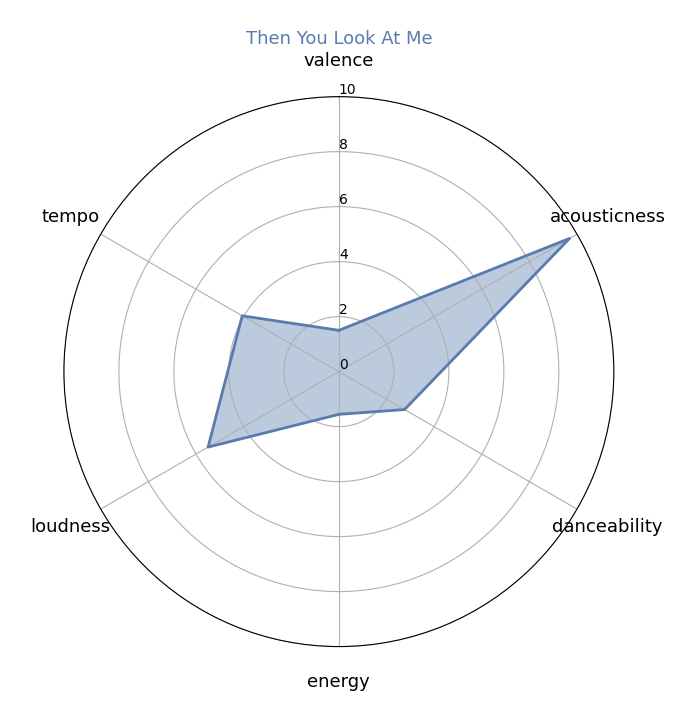 Then You Look At Me
valence
10
8
tempo
acousticness
6
4
2
0
loudness
danceability
energy